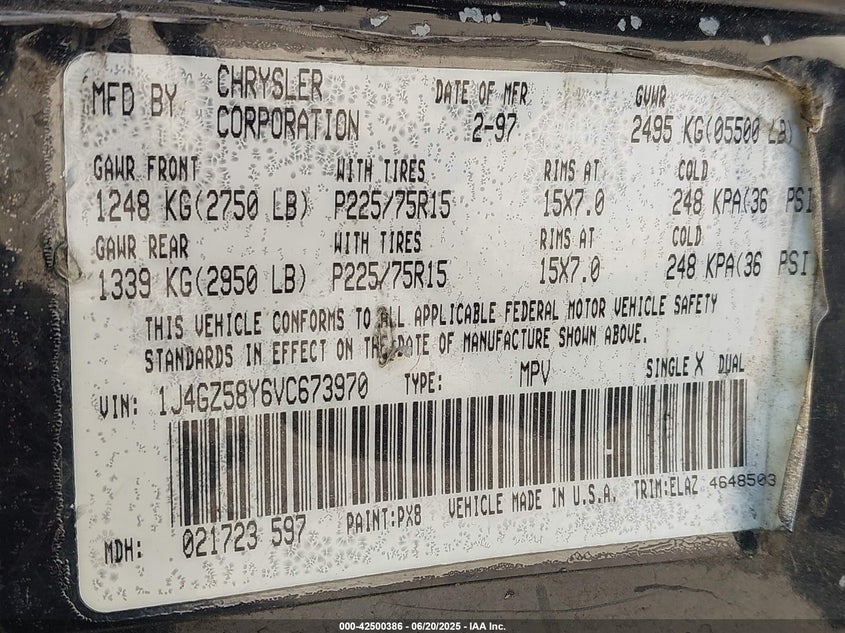 MFD BY CHRYSLER CORPORATION DATE OF MFR 2-97 GVWR 2495 KG(05500 LB)
GAWR FRONT WITH TIRES RIMS AT COLD
1248 KG(2750 LB) P225/75R15 15X7.0 248 KPA(36 PSI
GAWR REAR WITH TIRES RIMS AT COLD
1339 KG(2950 LB) P225/75R15 15X7.0 248 KPA(36 PSI
THIS VEHICLE CONFORMS TO ALL APPLICABLE FEDERAL MOTOR VEHICLE SAFETY
STANDARDS IN EFFECT ON THE DATE OF MANUFACTURE SHOWN ABOVE.
VIN: 1J4GZ58Y6VC673970 TYPE: MPV SINGLE X DUAL
MDH: 021723 597 PAINT:PX8 VEHICLE MADE IN U.S.A. TRIM:ELAZ 4648503
000-42500386 - 06/20/2025 - IAA Inc.